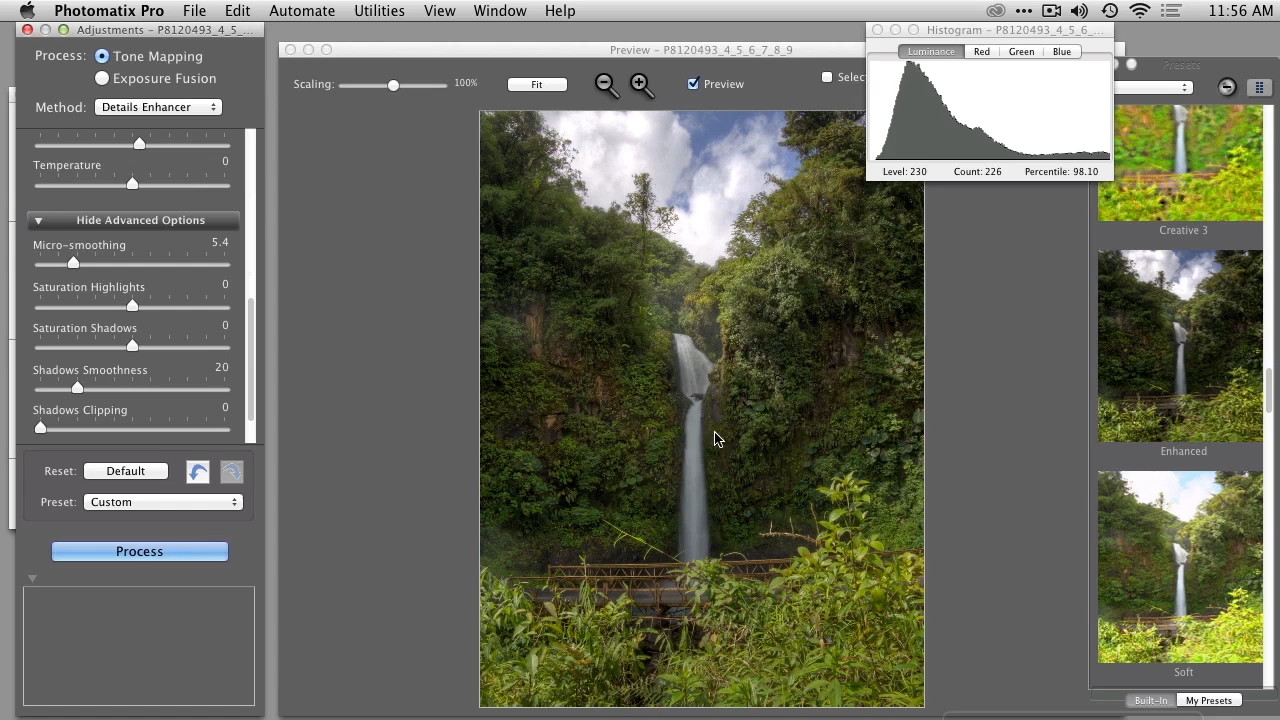 Photomatix Pro File Edit Automate Utilities View Window Help 11:56 AM
Adjustments – P8120493_4_5_...
Process: Tone Mapping
Exposure Fusion
Method: Details Enhancer
Temperature 0
Hide Advanced Options
Micro-smoothing 5.4
Saturation Highlights 0
Saturation Shadows 0
Shadows Smoothness 20
Shadows Clipping 0
Reset: Default
Preset: Custom
Process
Preview – P8120493_4_5_6_7_8_9
Scaling: 100% Fit Preview Selec
Histogram – P8120493_4_5_6_...
Luminance Red Green Blue
Level: 230 Count: 226 Percentile: 98.10
Presets
Creative 3
Enhanced
Soft
Built-In My Presets